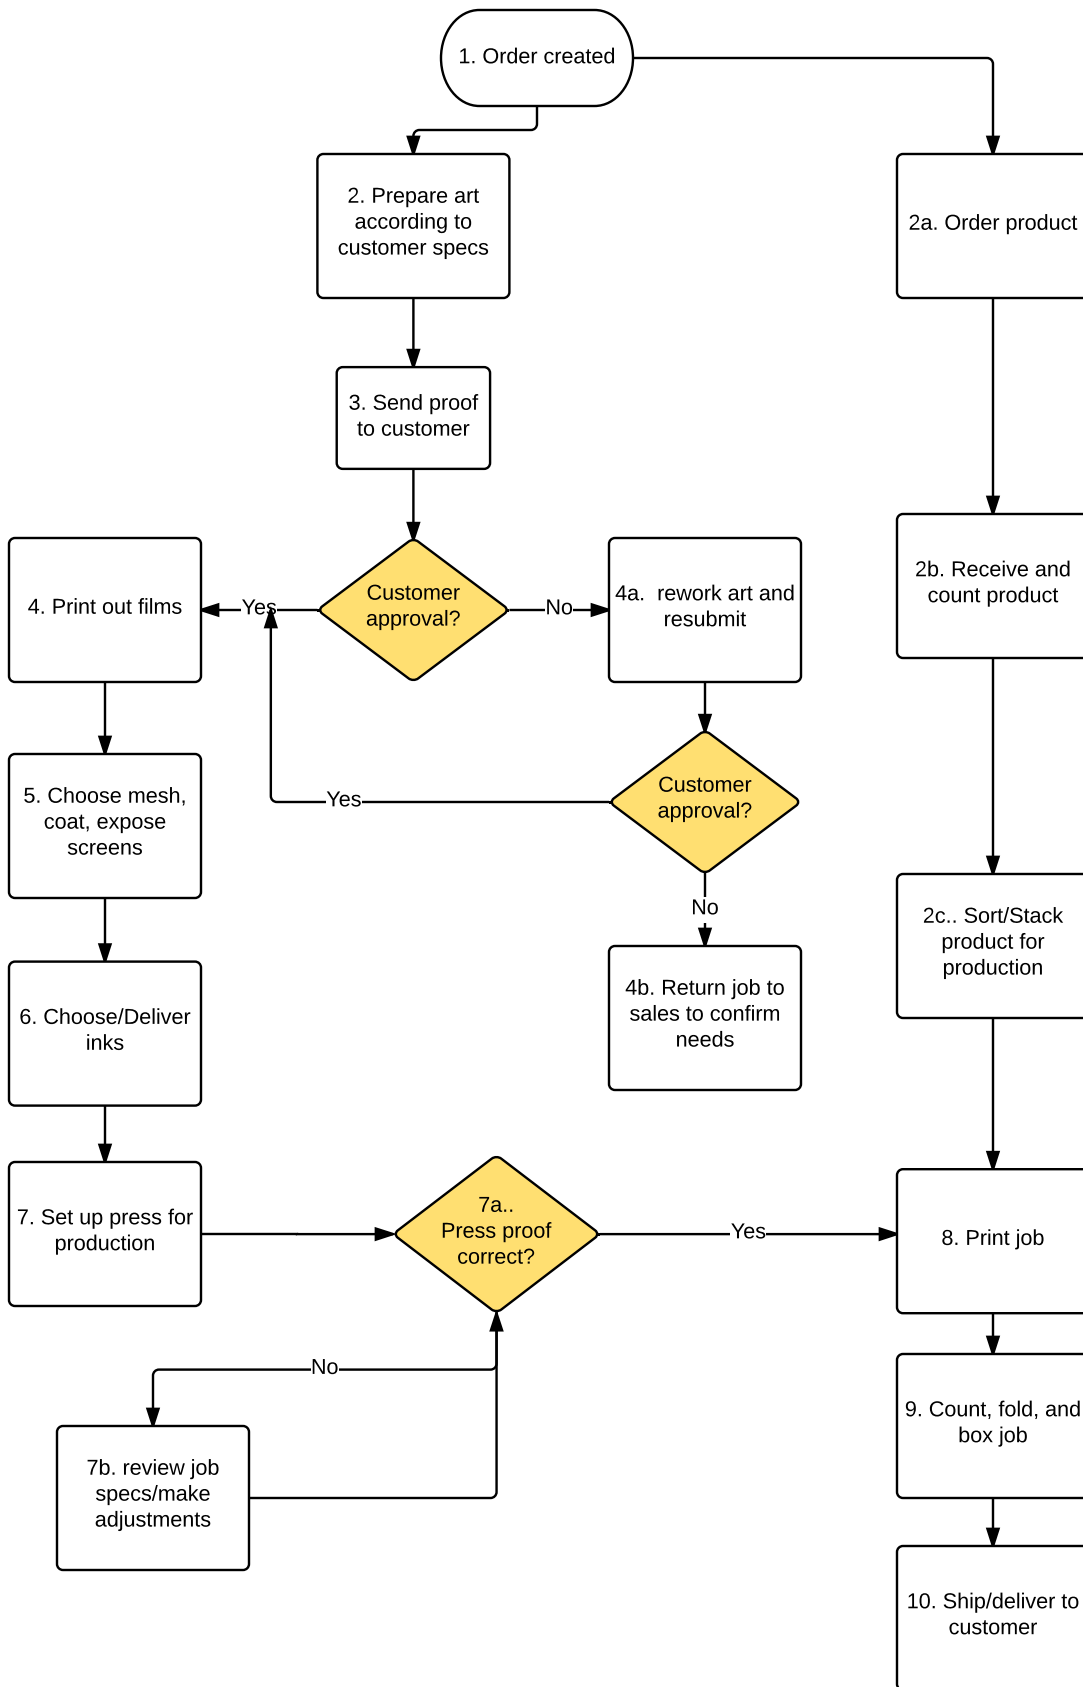 1. Order created
2. Prepare art
according to
customer specs
2a. Order product
3. Send proof
to customer
4. Print out films
Yes
Customer
approval?
No
4a.  rework art and
resubmit
2b. Receive and
count product
5. Choose mesh,
coat, expose
screens
Yes
Customer
approval?
No
2c.. Sort/Stack
product for
production
6. Choose/Deliver
inks
4b. Return job to
sales to confirm
needs
7. Set up press for
production
7a..
Press proof
correct?
Yes
8. Print job
No
7b. review job
specs/make
adjustments
9. Count, fold, and
box job
10. Ship/deliver to
customer